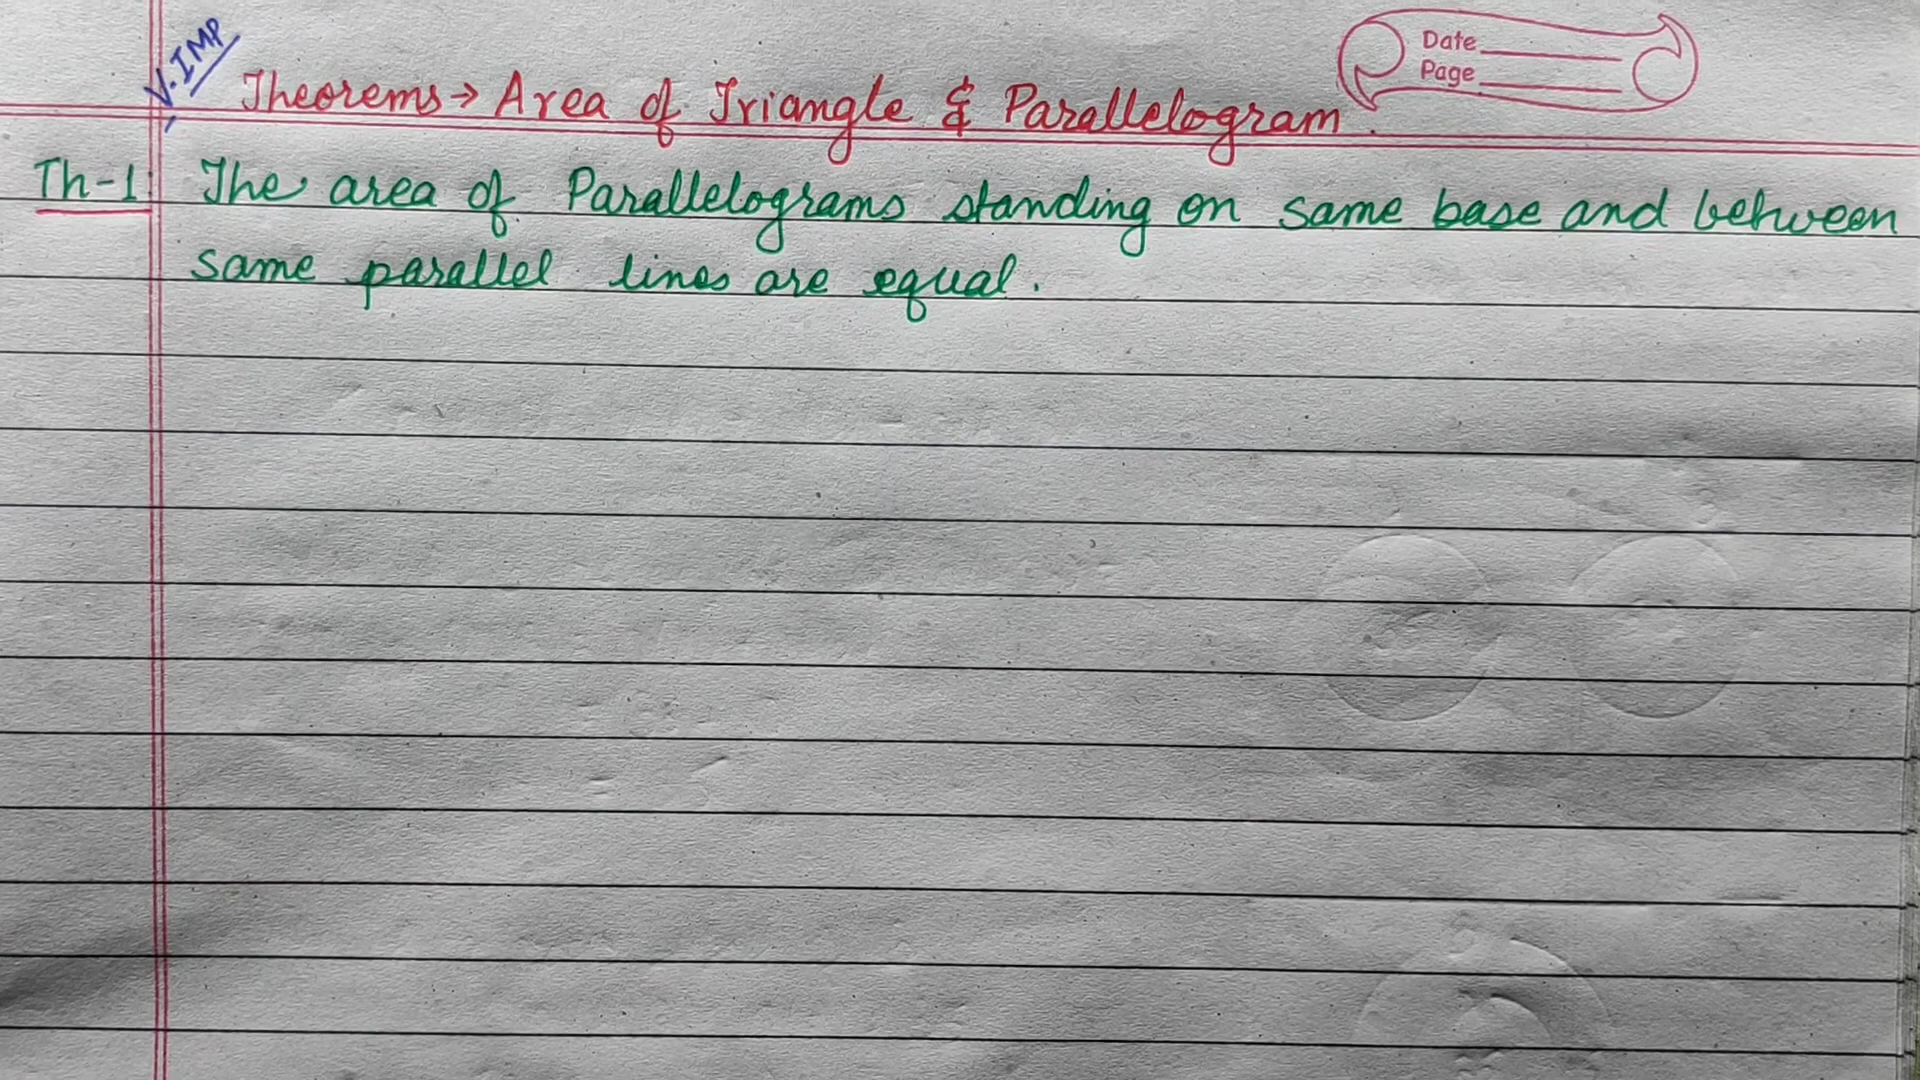 Date
Page
V.IMP
Theorems → Area of Triangle & Parallelogram.
Th-1 The area of Parallelograms standing on same base and between
same parallel lines are equal.